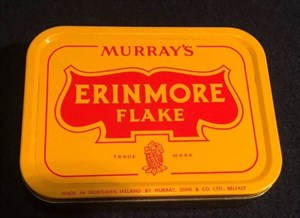 MURRAY'S
ERINMORE
FLAKE
TRADE MARK
MADE IN NORTHERN IRELAND BY MURRAY, SONS & CO LTD., BELFAST